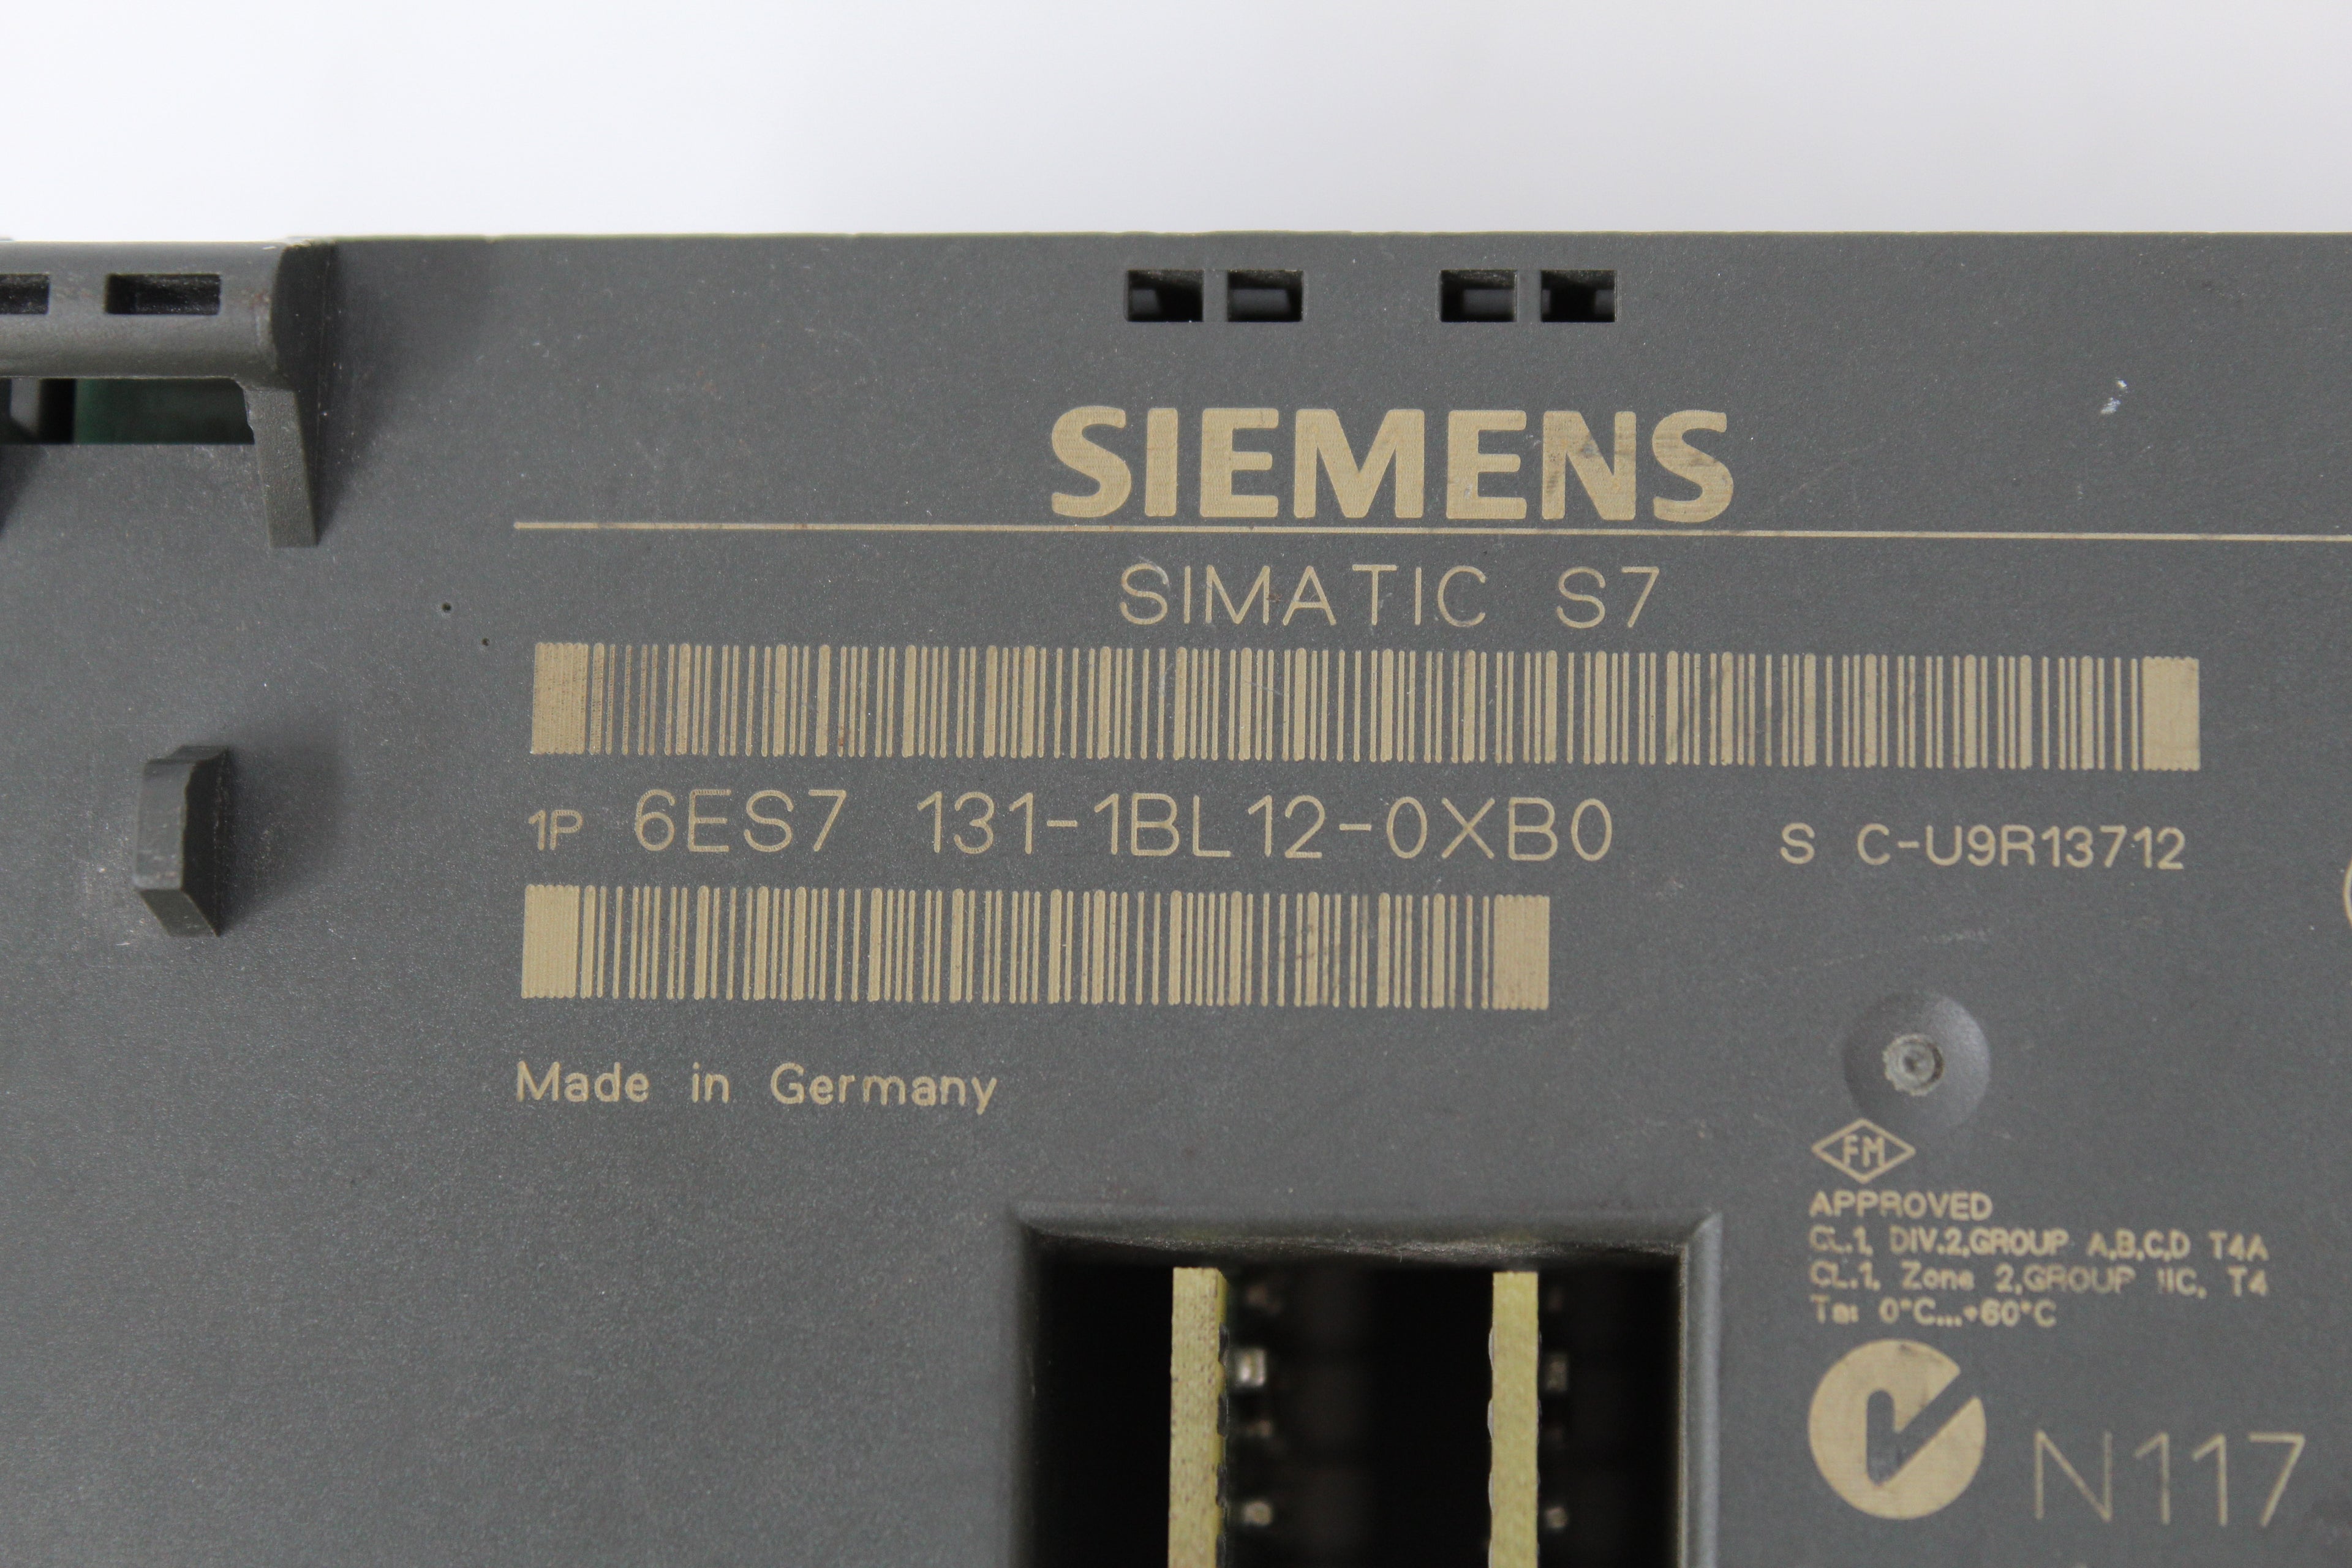 SIEMENS
SIMATIC S7
1P 6ES7 131-1BL12-0XB0 S C-U9R13712
Made in Germany
FM
APPROVED
CL.1, DIV.2,GROUP A,B,C,D T4A
CL.1, Zone 2,GROUP IIC, T4
Ta: 0°C...+60°C
N117